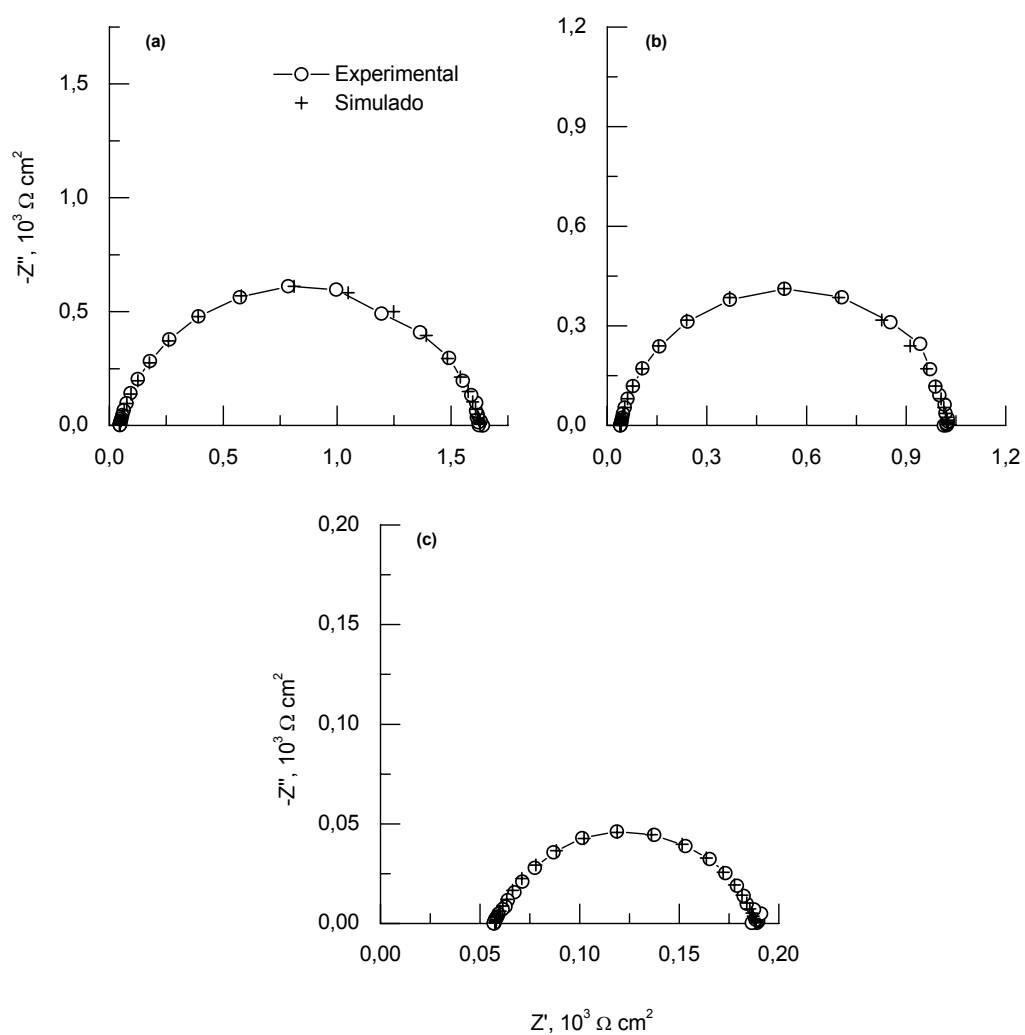 (a)
Experimental
Simulado
1,5
1,0
0,5
0,0
0,0 0,5 1,0 1,5
-Z", 10³ Ω cm²
(b)
1,2
0,9
0,6
0,3
0,0
0,0 0,3 0,6 0,9 1,2
(c)
0,20
0,15
0,10
0,05
0,00
0,00 0,05 0,10 0,15 0,20
-Z", 10³ Ω cm²
Z', 10³ Ω cm²